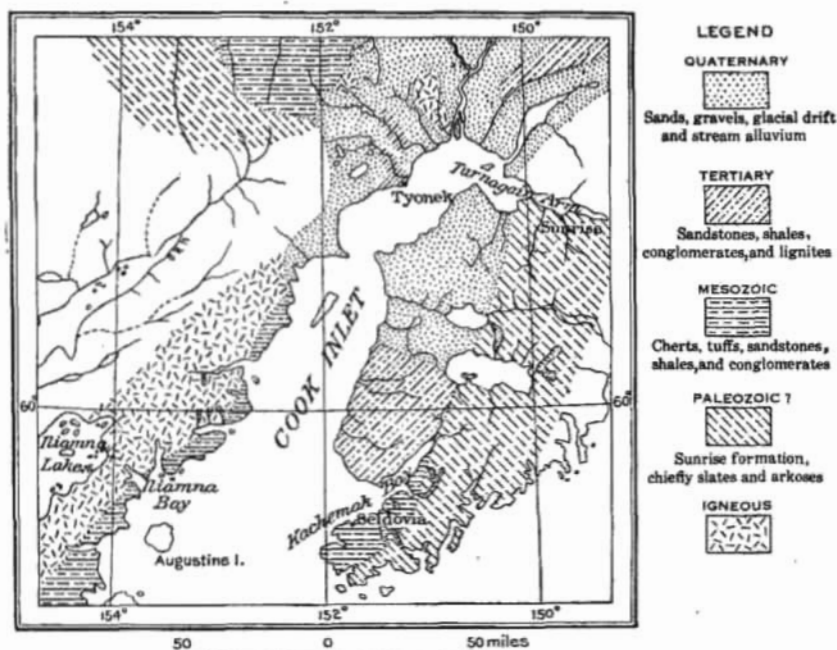 154°
152°
150°
Turnagain Arm
Tyonek
Sunrise
COOK INLET
60°
60°
Iliamna
Lakes
Iliamna
Bay
Augustine I.
Kachemak Bay
Seldovia
154°
152°
150°
50 0 50 miles
LEGEND
QUATERNARY
Sands, gravels, glacial drift
and stream alluvium
TERTIARY
Sandstones, shales,
conglomerates, and lignites
MESOZOIC
Cherts, tuffs, sandstones,
shales, and conglomerates
PALEOZOIC ?
Sunrise formation,
chiefly slates and arkoses
IGNEOUS